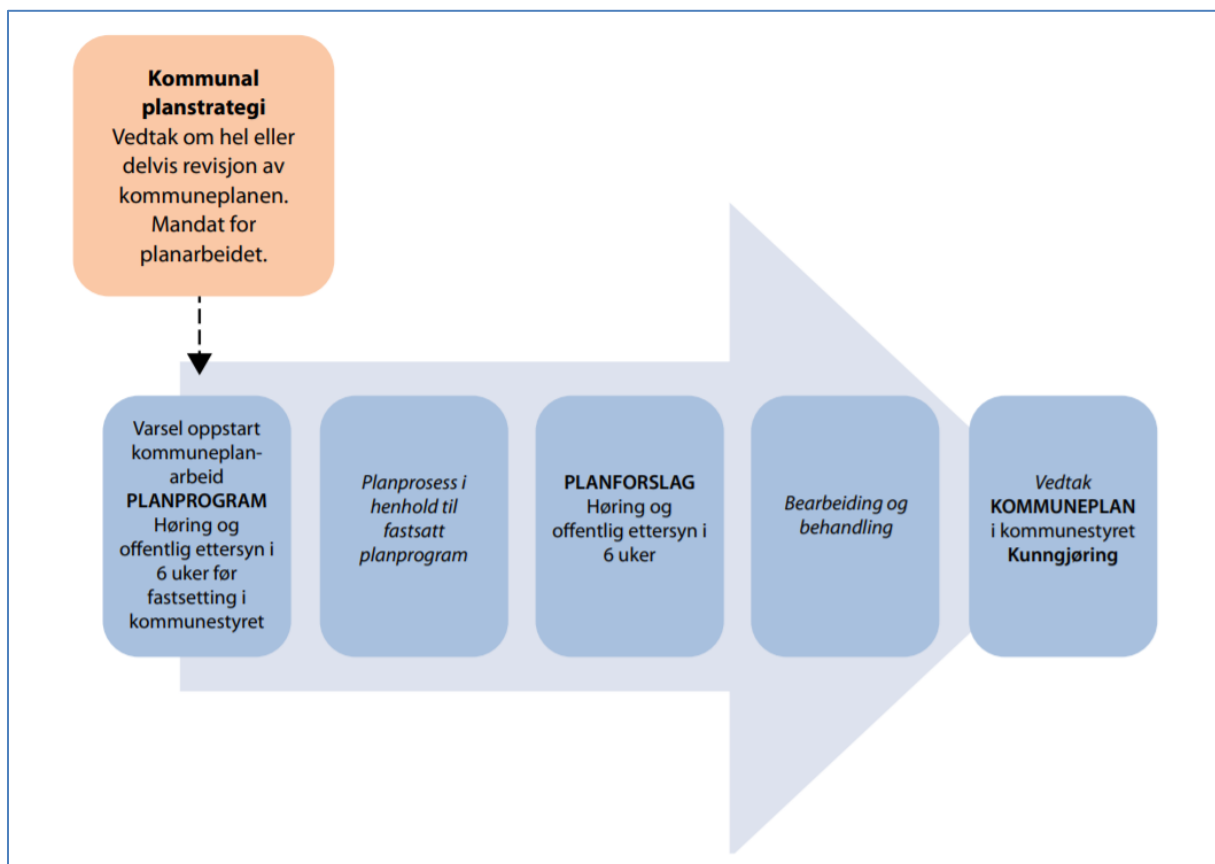 Kommunal
planstrategi
Vedtak om hel eller
delvis revisjon av
kommuneplanen.
Mandat for
planarbeidet.
Varsel oppstart
kommuneplan-
arbeid
PLANPROGRAM
Høring og
offentlig ettersyn i
6 uker før
fastsetting i
kommunestyret
Planprosess i
henhold til
fastsatt
planprogram
PLANFORSLAG
Høring og
offentlig ettersyn i
6 uker
Bearbeiding og
behandling
Vedtak
KOMMUNEPLAN
i kommunestyret
Kunngjøring